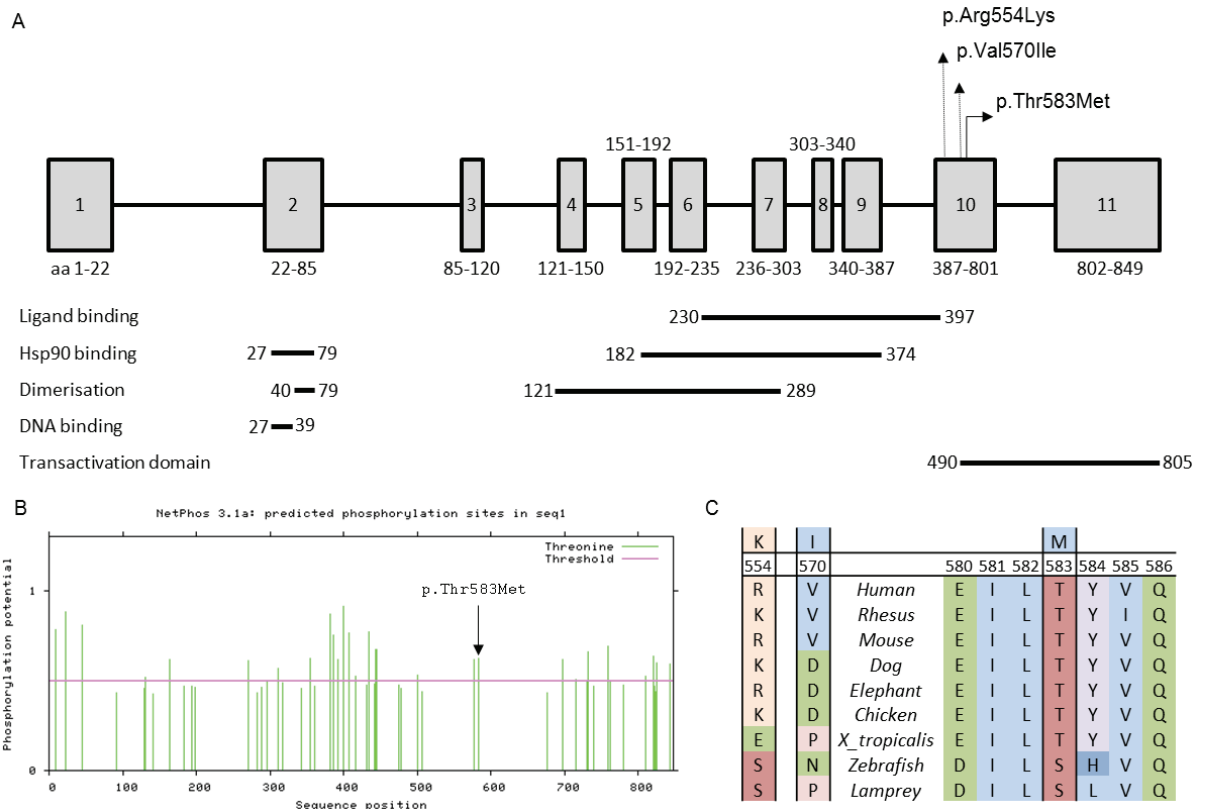 A
p.Arg554Lys
p.Val570Ile
p.Thr583Met
151-192
303-340
1
2
3
4
5
6
7
8
9
10
11
aa 1-22
22-85
85-120
121-150
192-235
236-303
340-387
387-801
802-849
Ligand binding
230
397
Hsp90 binding
27
79
182
374
Dimerisation
40
79
121
289
DNA binding
27
39
Transactivation domain
490
805
B
NetPhos 3.1a: predicted phosphorylation sites in seq1
Threonine
Threshold
p.Thr583Met
Phosphorylation potential
1
0
0
100
200
300
400
500
600
700
800
Sequence position
C
K I M
554 570 580 581 582 583 584 585 586
R V Human E I L T Y V Q
K V Rhesus E I L T Y I Q
R V Mouse E I L T Y V Q
K D Dog E I L T Y V Q
R D Elephant E I L T Y V Q
K D Chicken E I L T Y V Q
E P X_tropicalis E I L T Y V Q
S N Zebrafish D I L S H V Q
S P Lamprey D I L S L V Q